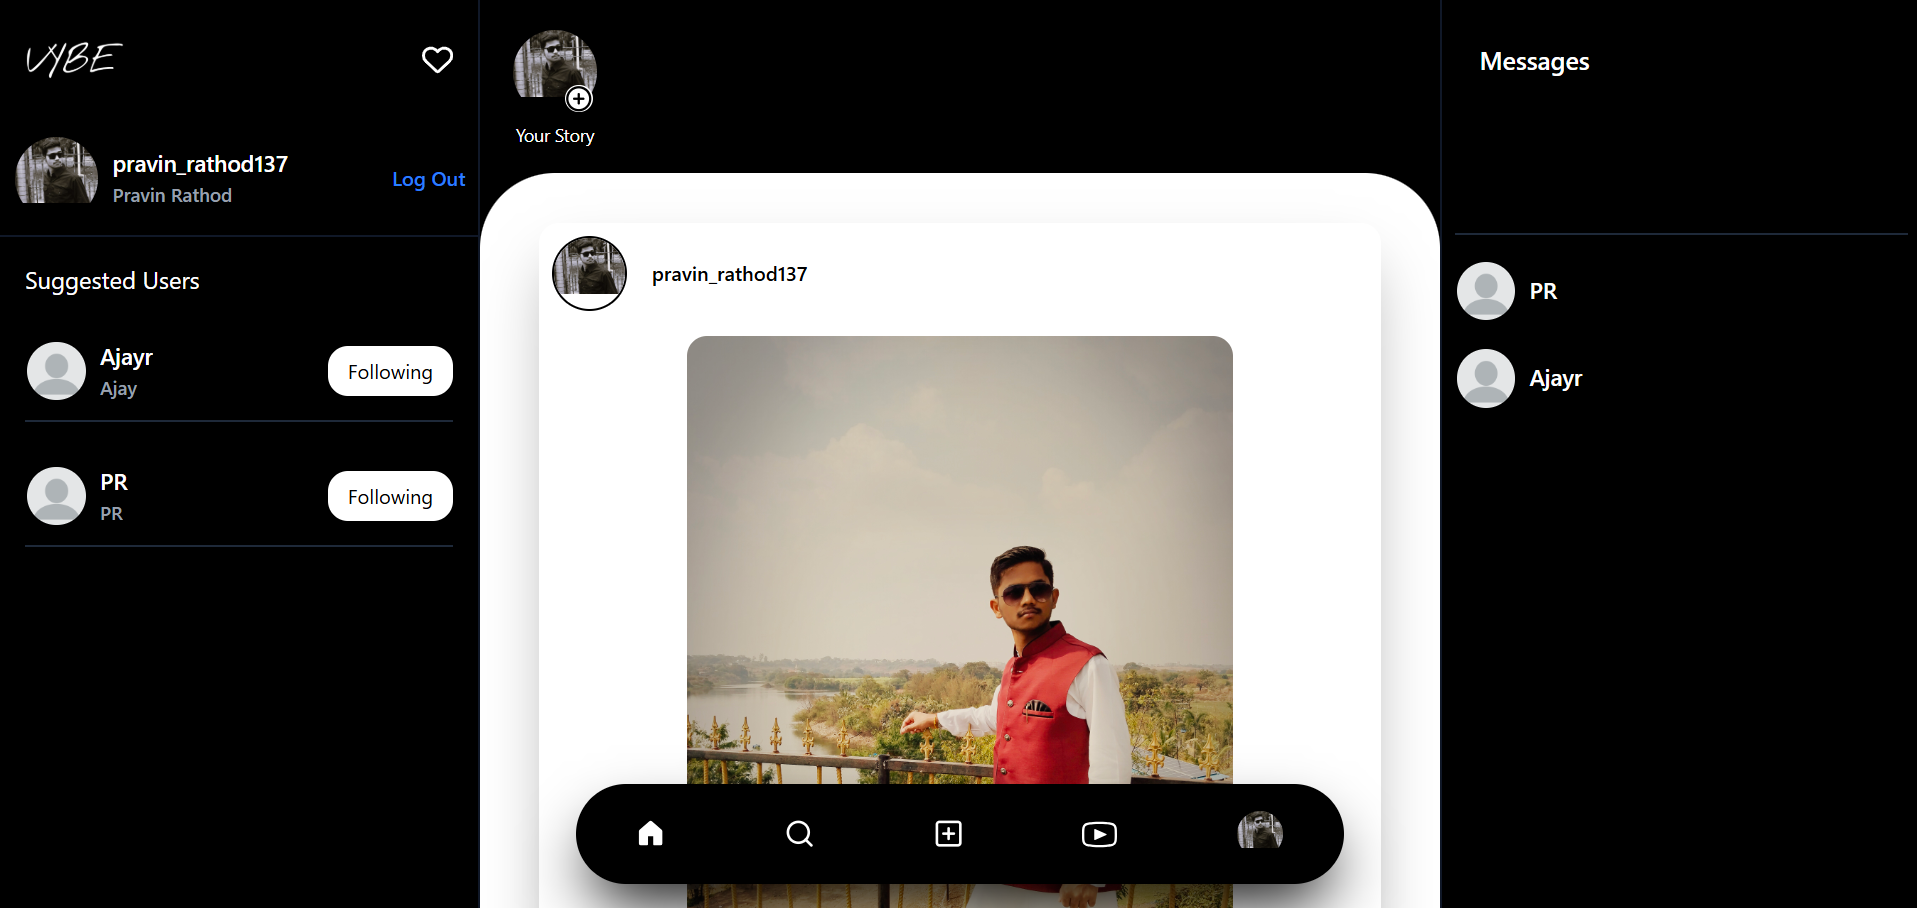 VYBE
pravin_rathod137
Pravin Rathod
Log Out
Suggested Users
Ajayr
Ajay
Following
PR
PR
Following
Your Story
pravin_rathod137
Messages
PR
Ajayr